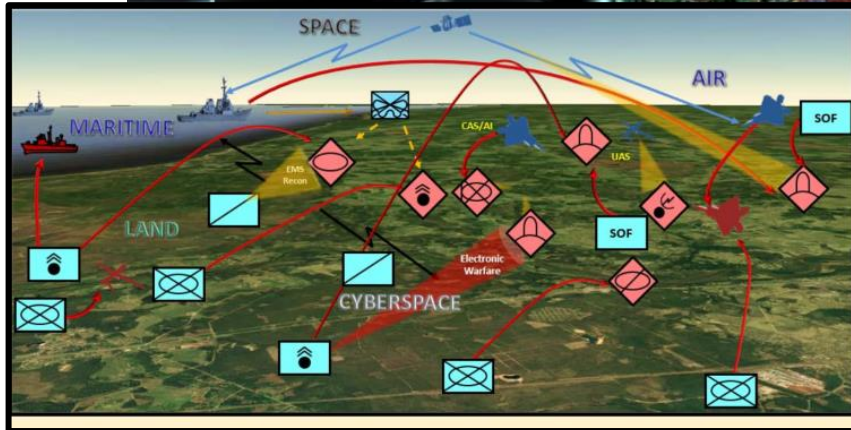 SPACE
AIR
MARITIME
CAS/AI
SOF
UAS
EMS
Recon
LAND
SOF
Electronic
Warfare
CYBERSPACE